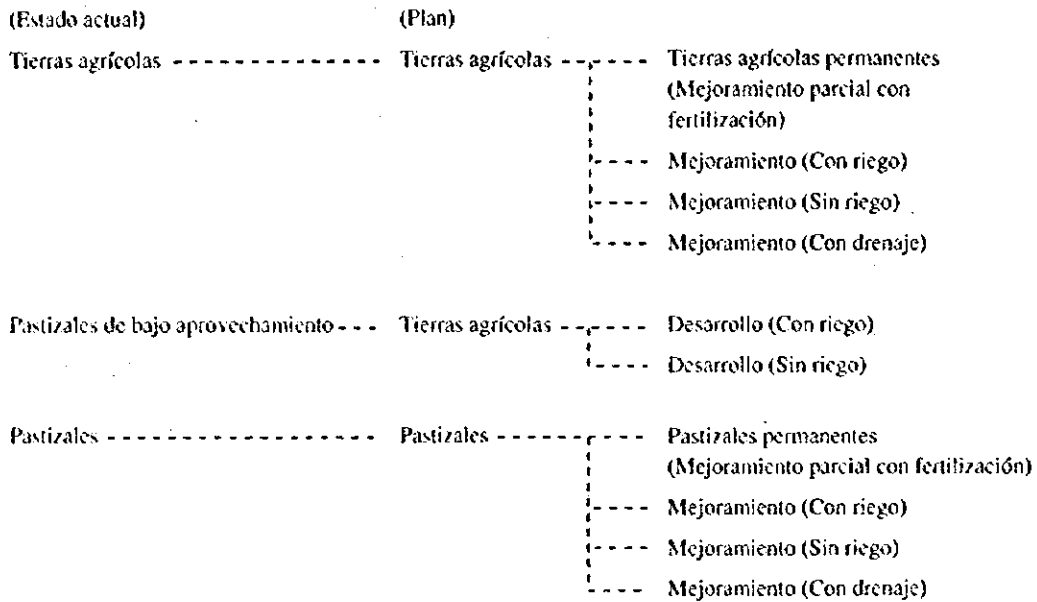 (Estado actual) (Plan)
Tierras agrícolas - - - - - - - - - - - - - Tierras agrícolas - - - - - - Tierras agrícolas permanentes
(Mejoramiento parcial con
fertilización)
- - - - Mejoramiento (Con riego)
- - - - Mejoramiento (Sin riego)
- - - - Mejoramiento (Con drenaje)
Pastizales de bajo aprovechamiento - - - Tierras agrícolas - - - - - - Desarrollo (Con riego)
- - - - Desarrollo (Sin riego)
Pastizales - - - - - - - - - - - - - - - - - - Pastizales - - - - - - - - - - Pastizales permanentes
(Mejoramiento parcial con fertilización)
- - - - Mejoramiento (Con riego)
- - - - Mejoramiento (Sin riego)
- - - - Mejoramiento (Con drenaje)